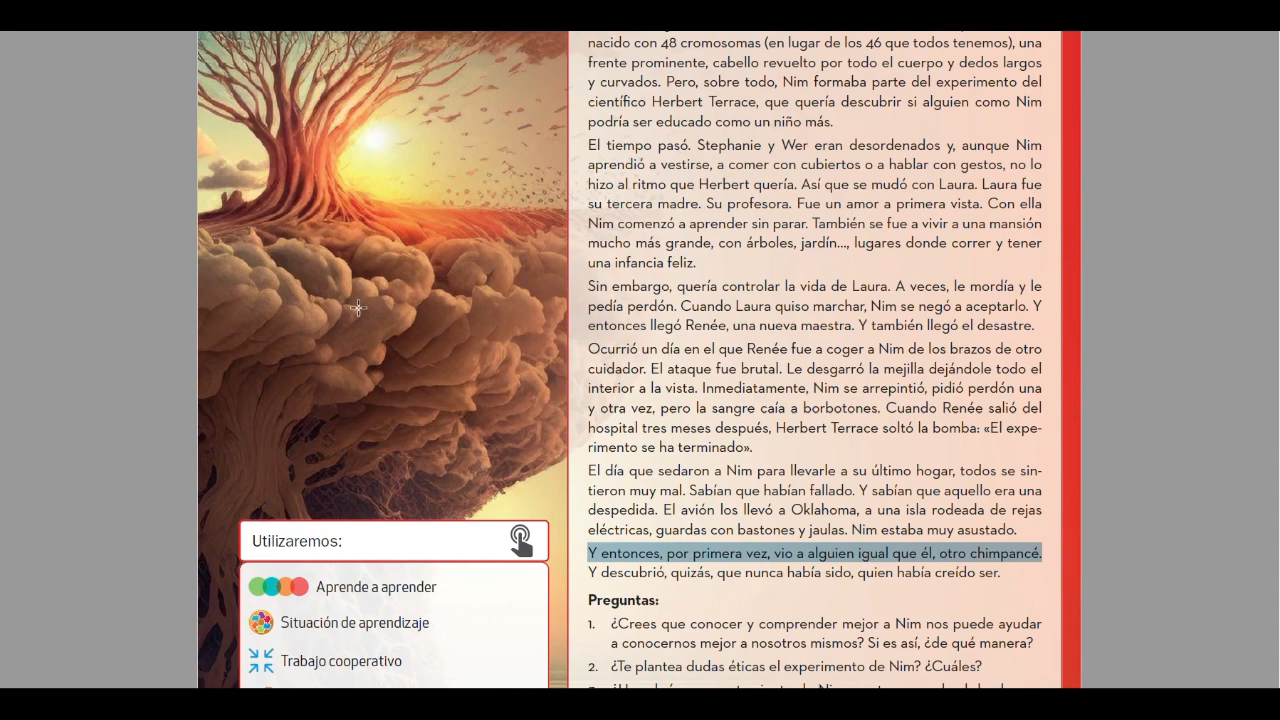 nacido con 48 cromosomas (en lugar de los 46 que todos tenemos), una
frente prominente, cabello revuelto por todo el cuerpo y dedos largos
y curvados. Pero, sobre todo, Nim formaba parte del experimento del
científico Herbert Terrace, que quería descubrir si alguien como Nim
podría ser educado como un niño más.
El tiempo pasó. Stephanie y Wer eran desordenados y, aunque Nim
aprendió a vestirse, a comer con cubiertos o a hablar con gestos, no lo
hizo al ritmo que Herbert quería. Así que se mudó con Laura. Laura fue
su tercera madre. Su profesora. Fue un amor a primera vista. Con ella
Nim comenzó a aprender sin parar. También se fue a vivir a una mansión
mucho más grande, con árboles, jardín..., lugares donde correr y tener
una infancia feliz.
Sin embargo, quería controlar la vida de Laura. A veces, le mordía y le
pedía perdón. Cuando Laura quiso marchar, Nim se negó a aceptarlo. Y
entonces llegó Renée, una nueva maestra. Y también llegó el desastre.
Ocurrió un día en el que Renée fue a coger a Nim de los brazos de otro
cuidador. El ataque fue brutal. Le desgarró la mejilla dejándole todo el
interior a la vista. Inmediatamente, Nim se arrepintió, pidió perdón una
y otra vez, pero la sangre caía a borbotones. Cuando Renée salió del
hospital tres meses después, Herbert Terrace soltó la bomba: «El expe-
rimento se ha terminado».
El día que sedaron a Nim para llevarle a su último hogar, todos se sin-
tieron muy mal. Sabían que habían fallado. Y sabían que aquello era una
despedida. El avión los llevó a Oklahoma, a una isla rodeada de rejas
eléctricas, guardas con bastones y jaulas. Nim estaba muy asustado.
Y entonces, por primera vez, vio a alguien igual que él, otro chimpancé.
Y descubrió, quizás, que nunca había sido, quien había creído ser.
Preguntas:
1. ¿Crees que conocer y comprender mejor a Nim nos puede ayudar
a conocernos mejor a nosotros mismos? Si es así, ¿de qué manera?
2. ¿Te plantea dudas éticas el experimento de Nim? ¿Cuáles?
Utilizaremos:
Aprende a aprender
Situación de aprendizaje
Trabajo cooperativo